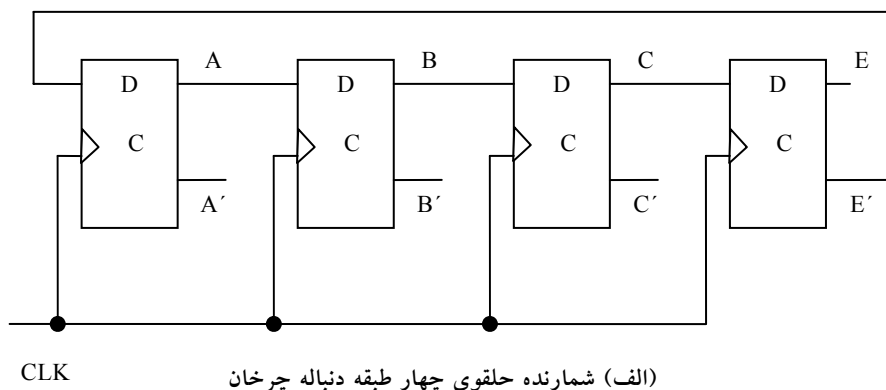 A B C E
D D D D
C C C C
A´ B´ C´ E´
CLK
(الف) شمارنده حلقوی چهار طبقه دنباله چرخان